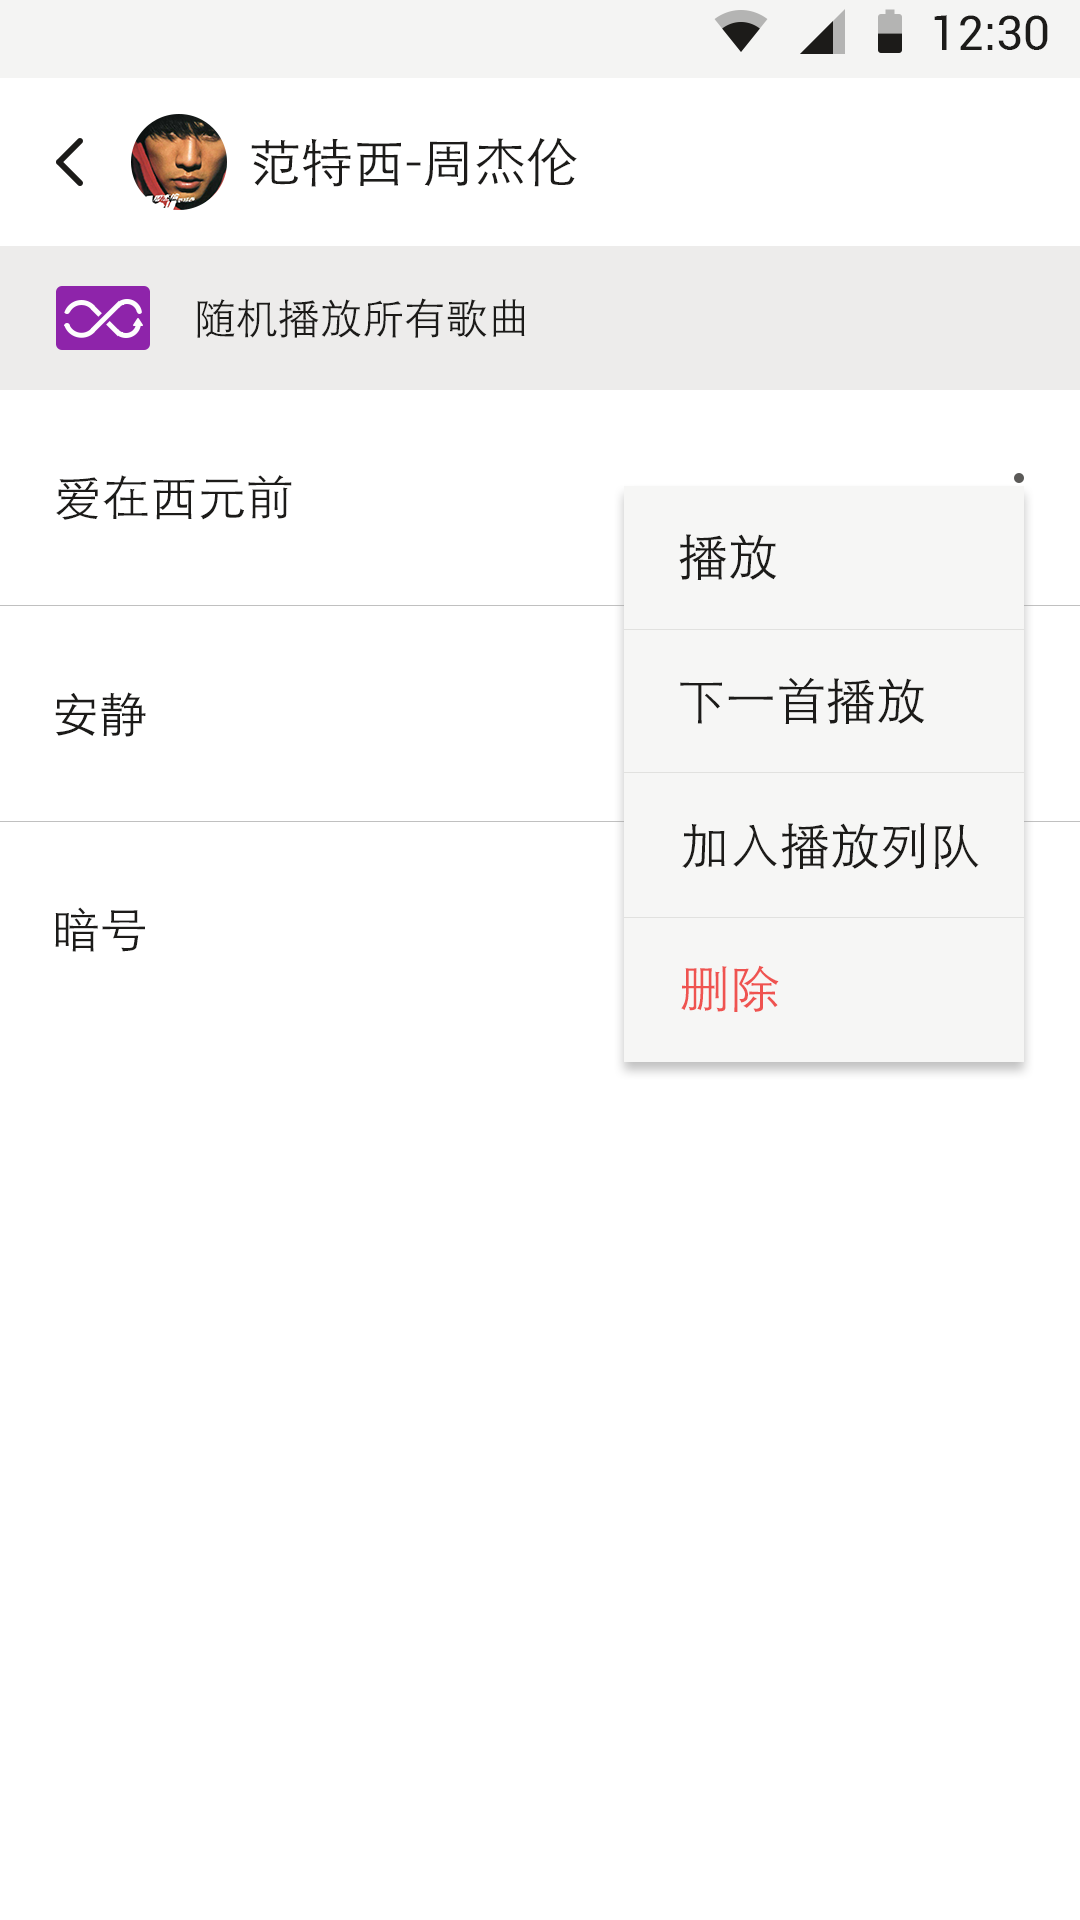 12:30
范特西-周杰伦
随机播放所有歌曲
爱在西元前
播放
安静
下一首播放
加入播放列队
暗号
删除